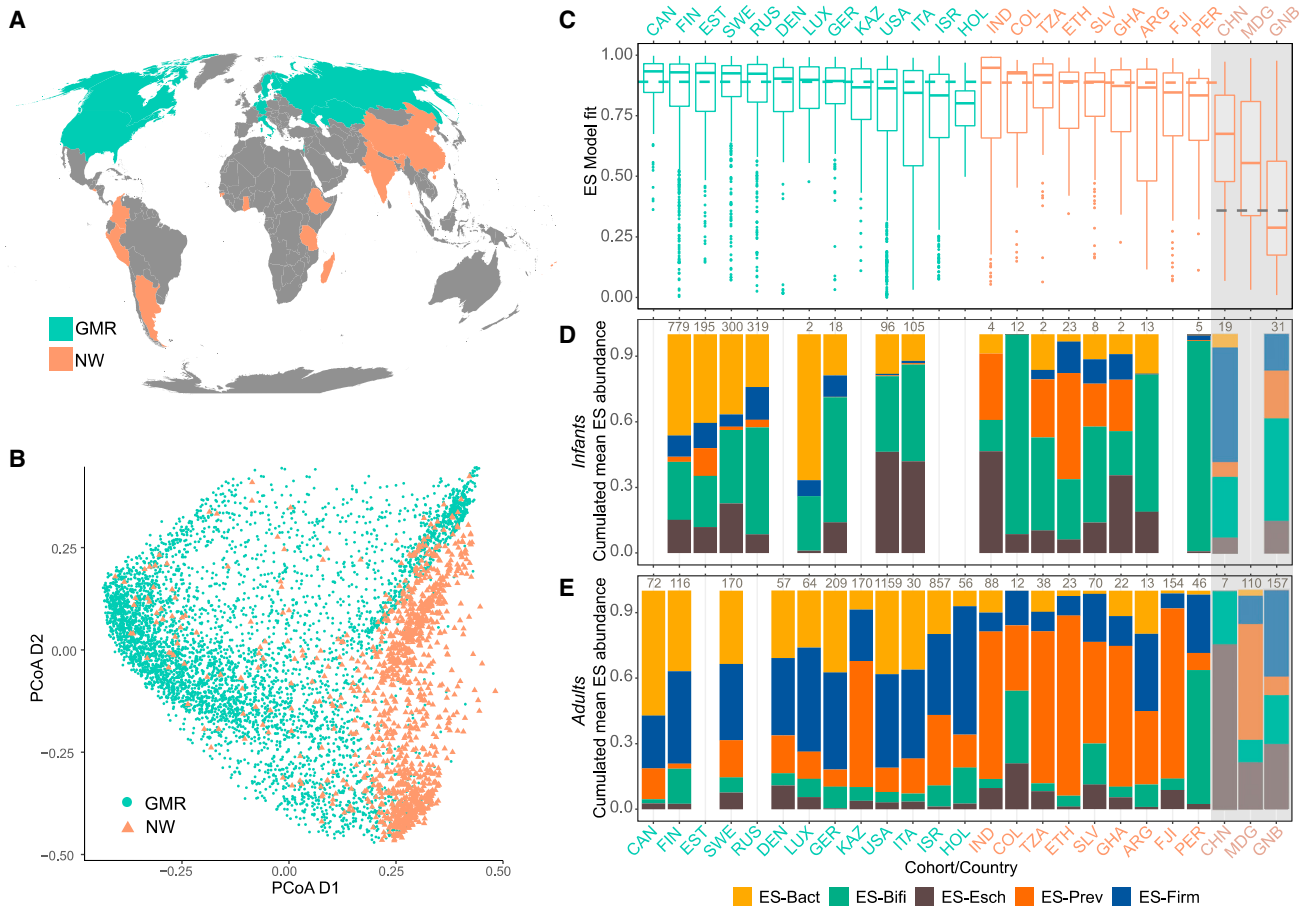 A
GMR
NW
B
PCoA D2
0.25
0.00
−0.25
−0.50
GMR
NW
−0.25 0.00 0.25 0.50
PCoA D1
C
CAN FIN EST SWE RUS DEN LUX GER KAZ USA ITA ISR HOL IND COL TZA ETH SLV GHA ARG FJI PER CHN MDG GNB
ES Model fit
1.00
0.75
0.50
0.25
0.00
D
779 195 300 319 2 18 96 105 4 12 2 23 8 2 13 5 19 31
Infants
Cumulated mean ES abundance
0.9
0.6
0.3
0.0
E
72 116 170 57 64 209 170 1159 30 857 56 88 12 38 23 70 22 13 154 46 7 110 157
Adults
Cumulated mean ES abundance
0.9
0.6
0.3
0.0
CAN FIN EST SWE RUS DEN LUX GER KAZ USA ITA ISR HOL IND COL TZA ETH SLV GHA ARG FJI PER CHN MDG GNB
Cohort/Country
ES-Bact ES-Bifi ES-Esch ES-Prev ES-Firm